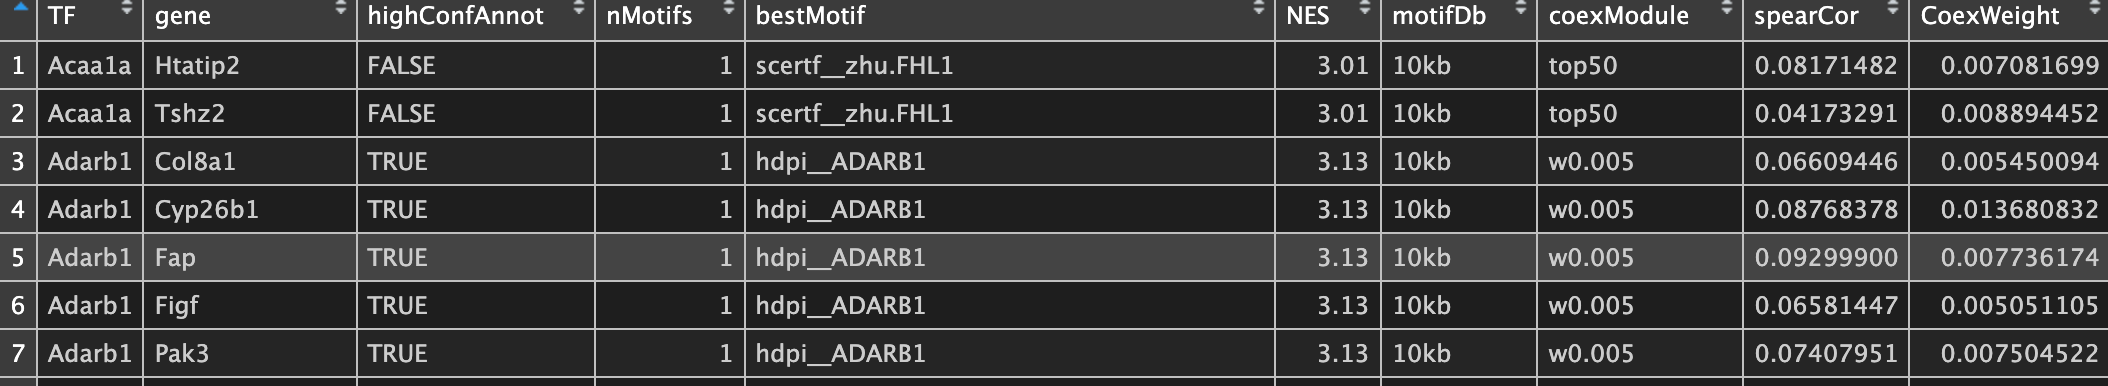 TF gene highConfAnnot nMotifs bestMotif NES motifDb coexModule spearCor CoexWeight
1 Acaa1a Htatip2 FALSE 1 scertf__zhu.FHL1 3.01 10kb top50 0.08171482 0.007081699
2 Acaa1a Tshz2 FALSE 1 scertf__zhu.FHL1 3.01 10kb top50 0.04173291 0.008894452
3 Adarb1 Col8a1 TRUE 1 hdpi__ADARB1 3.13 10kb w0.005 0.06609446 0.005450094
4 Adarb1 Cyp26b1 TRUE 1 hdpi__ADARB1 3.13 10kb w0.005 0.08768378 0.013680832
5 Adarb1 Fap TRUE 1 hdpi__ADARB1 3.13 10kb w0.005 0.09299900 0.007736174
6 Adarb1 Figf TRUE 1 hdpi__ADARB1 3.13 10kb w0.005 0.06581447 0.005051105
7 Adarb1 Pak3 TRUE 1 hdpi__ADARB1 3.13 10kb w0.005 0.07407951 0.007504522